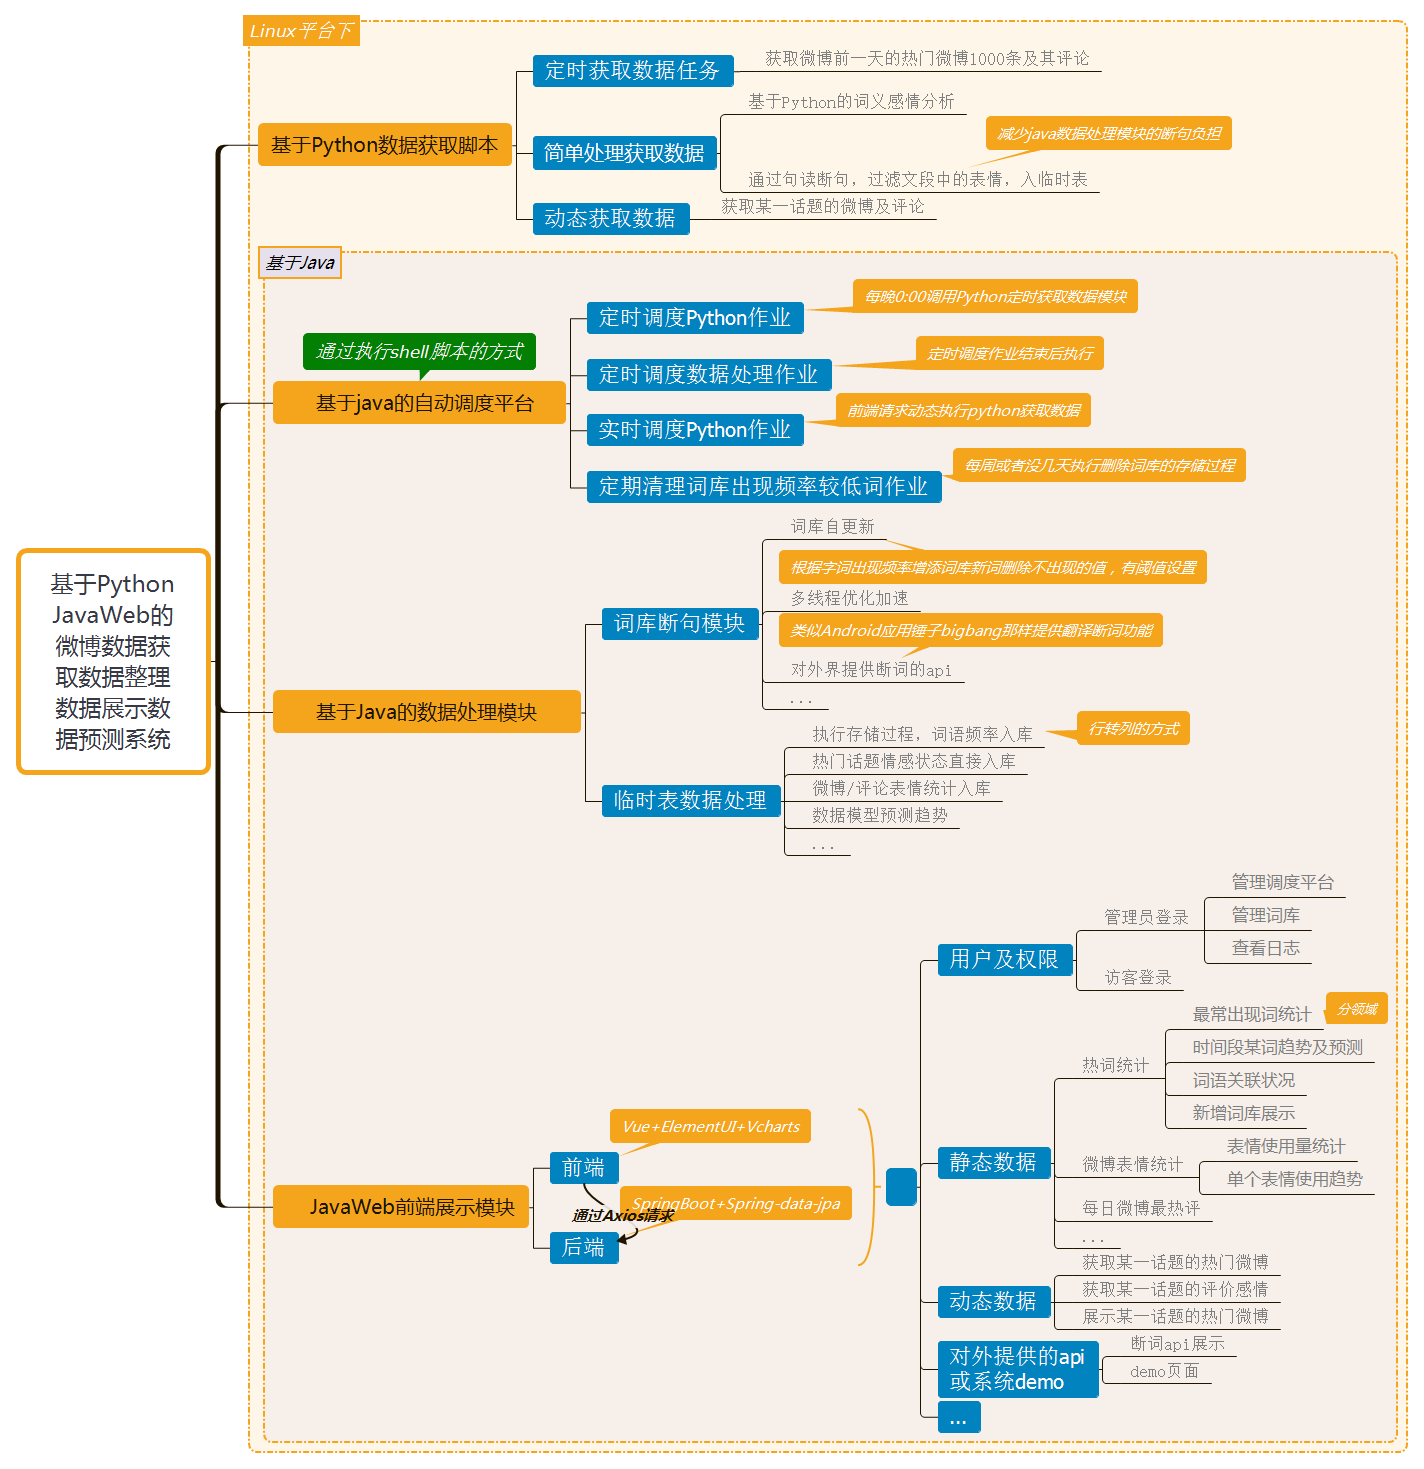 Linux平台下
定时获取数据任务
获取微博前一天的热门微博1000条及其评论
基于Python数据获取脚本
简单处理获取数据
基于Python的词义感情分析
减少java数据处理模块的断句负担
通过句读断句，过滤文段中的表情，入临时表
动态获取数据
获取某一话题的微博及评论
基于Java
通过执行shell脚本的方式
基于java的自动调度平台
定时调度Python作业
每晚0:00调用Python定时获取数据模块
定时调度数据处理作业
定时调度作业结束后执行
实时调度Python作业
前端请求动态执行python获取数据
定期清理词库出现频率较低词作业
每周或者没几天执行删除词库的存储过程
基于Python
JavaWeb的
微博数据获
取数据整理
数据展示数
据预测系统
基于Java的数据处理模块
词库断句模块
词库自更新
根据字词出现频率增添词库新词删除不出现的值，有阈值设置
多线程优化加速
类似Android应用锤子bigbang那样提供翻译断词功能
对外界提供断词的api
...
临时表数据处理
执行存储过程，词语频率入库
行转列的方式
热门话题情感状态直接入库
微博/评论表情统计入库
数据模型预测趋势
...
JavaWeb前端展示模块
前端
Vue+ElementUI+Vcharts
通过Axios请求
后端
SpringBoot+Spring-data-jpa
用户及权限
管理员登录
管理调度平台
管理词库
查看日志
访客登录
静态数据
热词统计
最常出现词统计
分领域
时间段某词趋势及预测
词语关联状况
新增词库展示
微博表情统计
表情使用量统计
单个表情使用趋势
每日微博最热评
...
动态数据
获取某一话题的热门微博
获取某一话题的评价感情
展示某一话题的热门微博
对外提供的api
或系统demo
断词api展示
demo页面
...